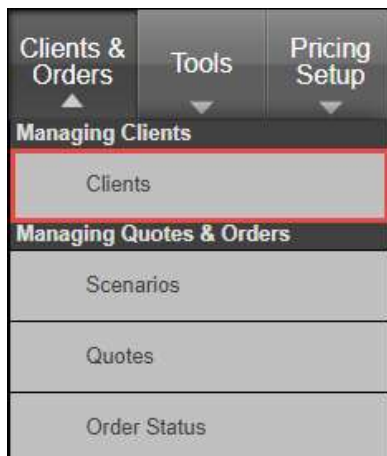 Clients &
Orders
Tools
Pricing
Setup
Managing Clients
Clients
Managing Quotes & Orders
Scenarios
Quotes
Order Status